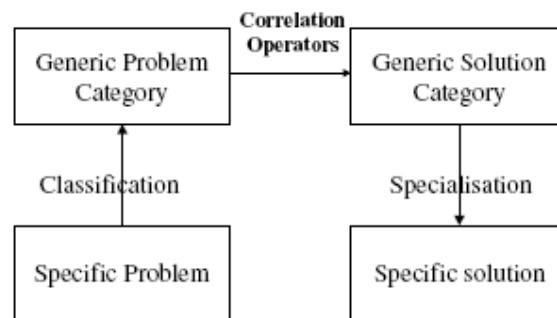 Correlation
Operators
Generic Problem
Category
Generic Solution
Category
Classification
Specialisation
Specific Problem
Specific solution